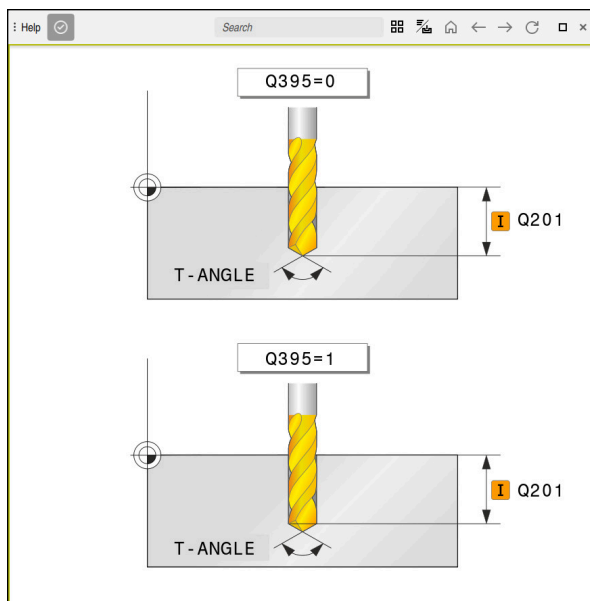 Help
Search
Q395=0
I Q201
T-ANGLE
Q395=1
I Q201
T-ANGLE